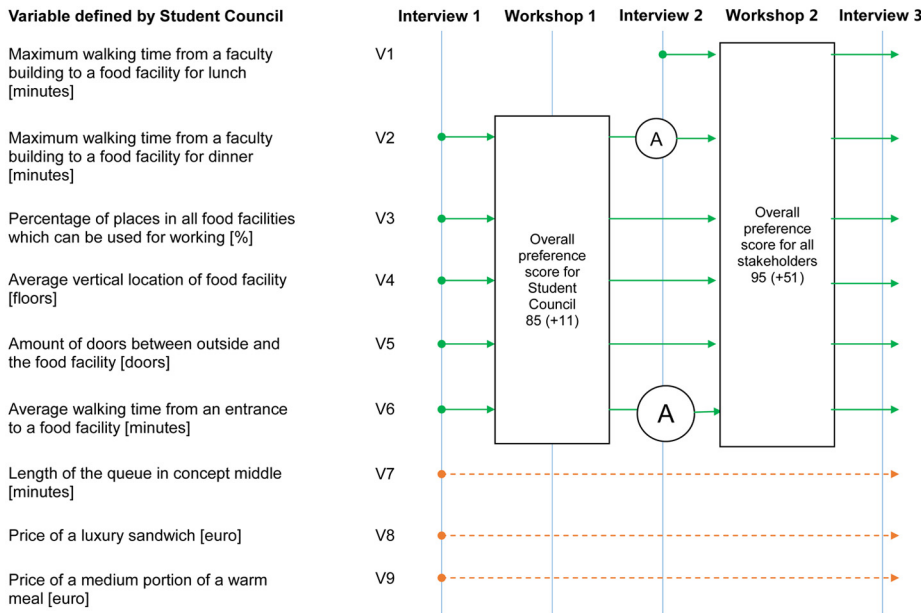 Variable defined by Student Council
Interview 1
Workshop 1
Interview 2
Workshop 2
Interview 3
Maximum walking time from a faculty
building to a food facility for lunch
[minutes]
V1
Maximum walking time from a faculty
building to a food facility for dinner
[minutes]
V2
A
Percentage of places in all food facilities
which can be used for working [%]
V3
Overall
preference
score for
Student
Council
85 (+11)
Overall
preference
score for all
stakeholders
95 (+51)
Average vertical location of food facility
[floors]
V4
Amount of doors between outside and
the food facility [doors]
V5
Average walking time from an entrance
to a food facility [minutes]
V6
A
Length of the queue in concept middle
[minutes]
V7
Price of a luxury sandwich [euro]
V8
Price of a medium portion of a warm
meal [euro]
V9